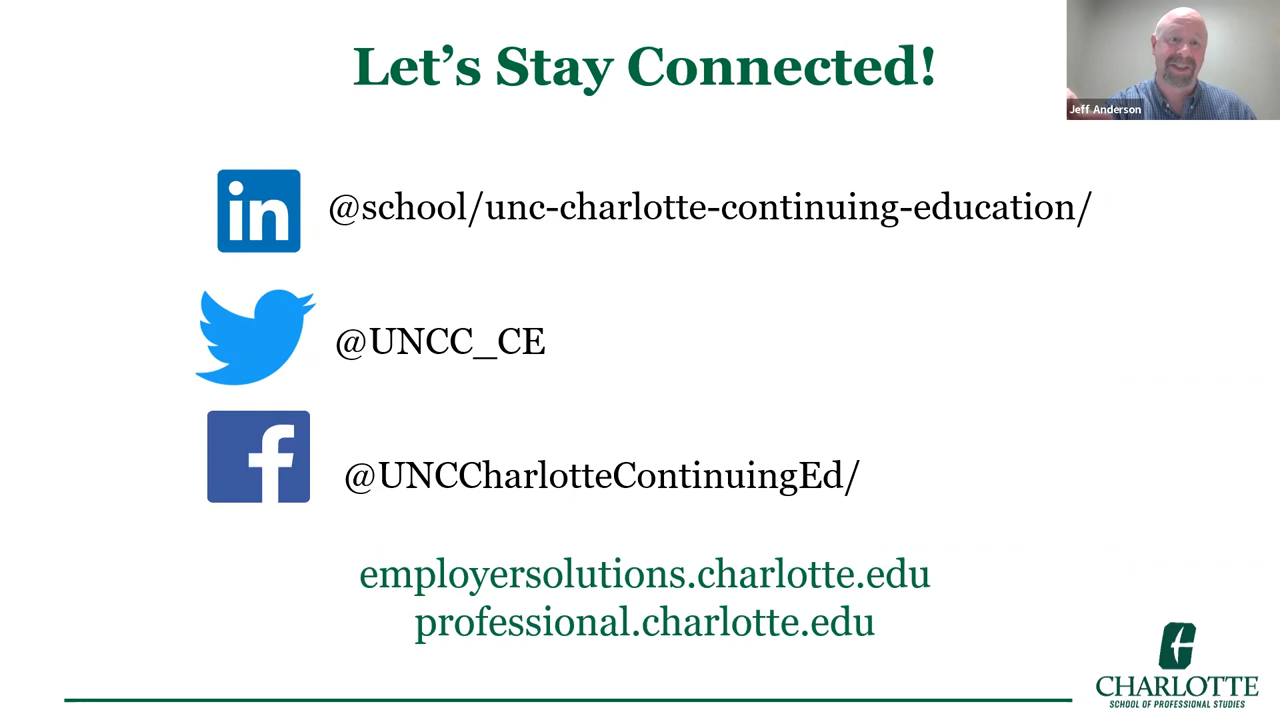 Let's Stay Connected!
Jeff Anderson
in
@school/unc-charlotte-continuing-education/
@UNCC_CE
f
@UNCCharlotteContinuingEd/
employersolutions.charlotte.edu
professional.charlotte.edu
C
CHARLOTTE
SCHOOL OF PROFESSIONAL STUDIES